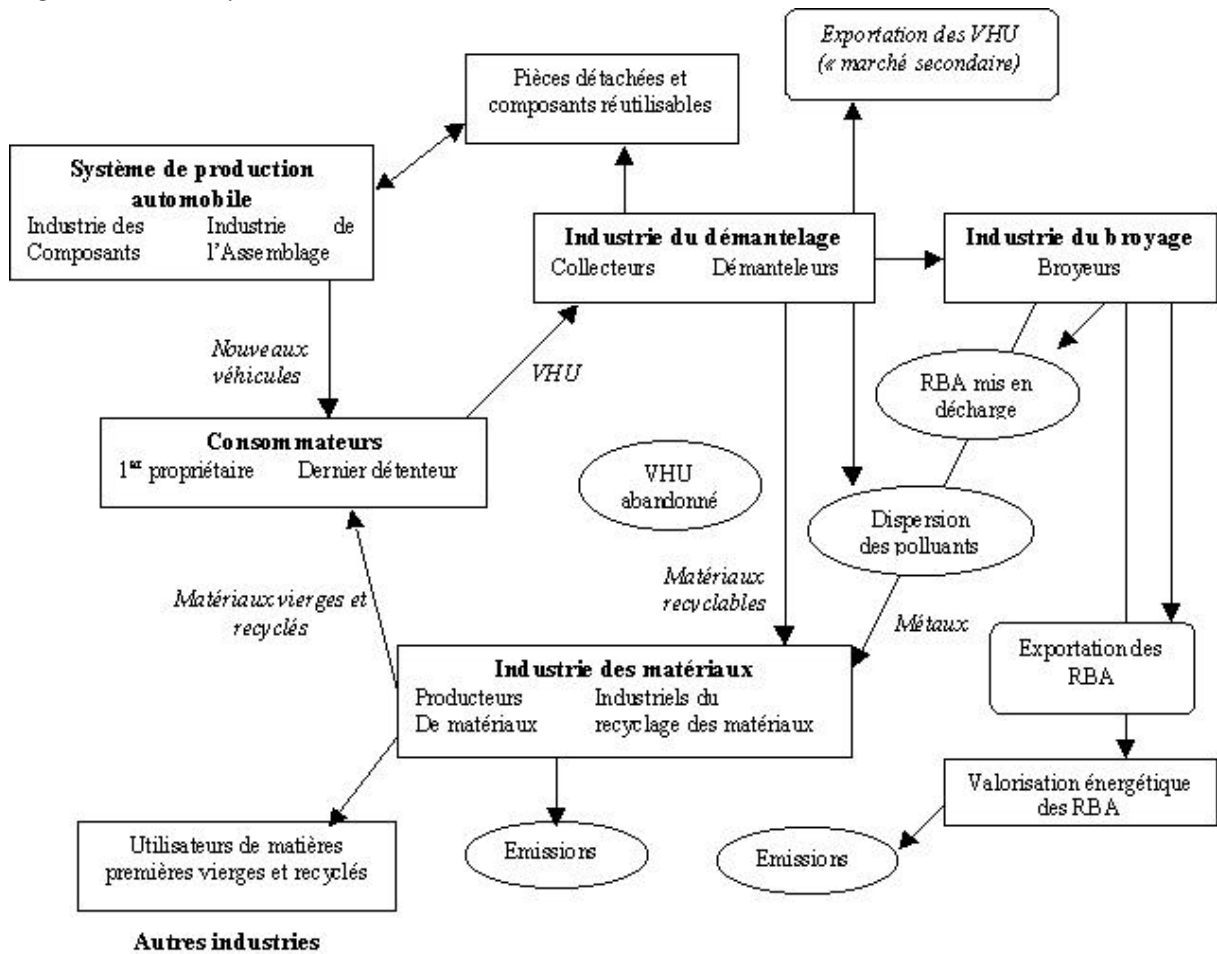 Exportation des VHU
(« marché secondaire)
Pièces détachées et
composants réutilisables
Système de production
automobile
Industrie des Industrie de
Composants l'Assemblage
Industrie du démantelage
Collecteurs Démanteleurs
Industrie du broyage
Broyeurs
Nouveaux
véhicules
VHU
RBA mis en
décharge
Consommateurs
1er propriétaire Dernier détenteur
VHU
abandonné
Dispersion
des polluants
Matériaux vierges et
recyclés
Matériaux
recyclables
Métaux
Industrie des matériaux
Producteurs Industriels du
De matériaux recyclage des matériaux
Exportation des
RBA
Valorisation énergétique
des RBA
Utilisateurs de matières
premières vierges et recyclés
Emissions
Emissions
Autres industries